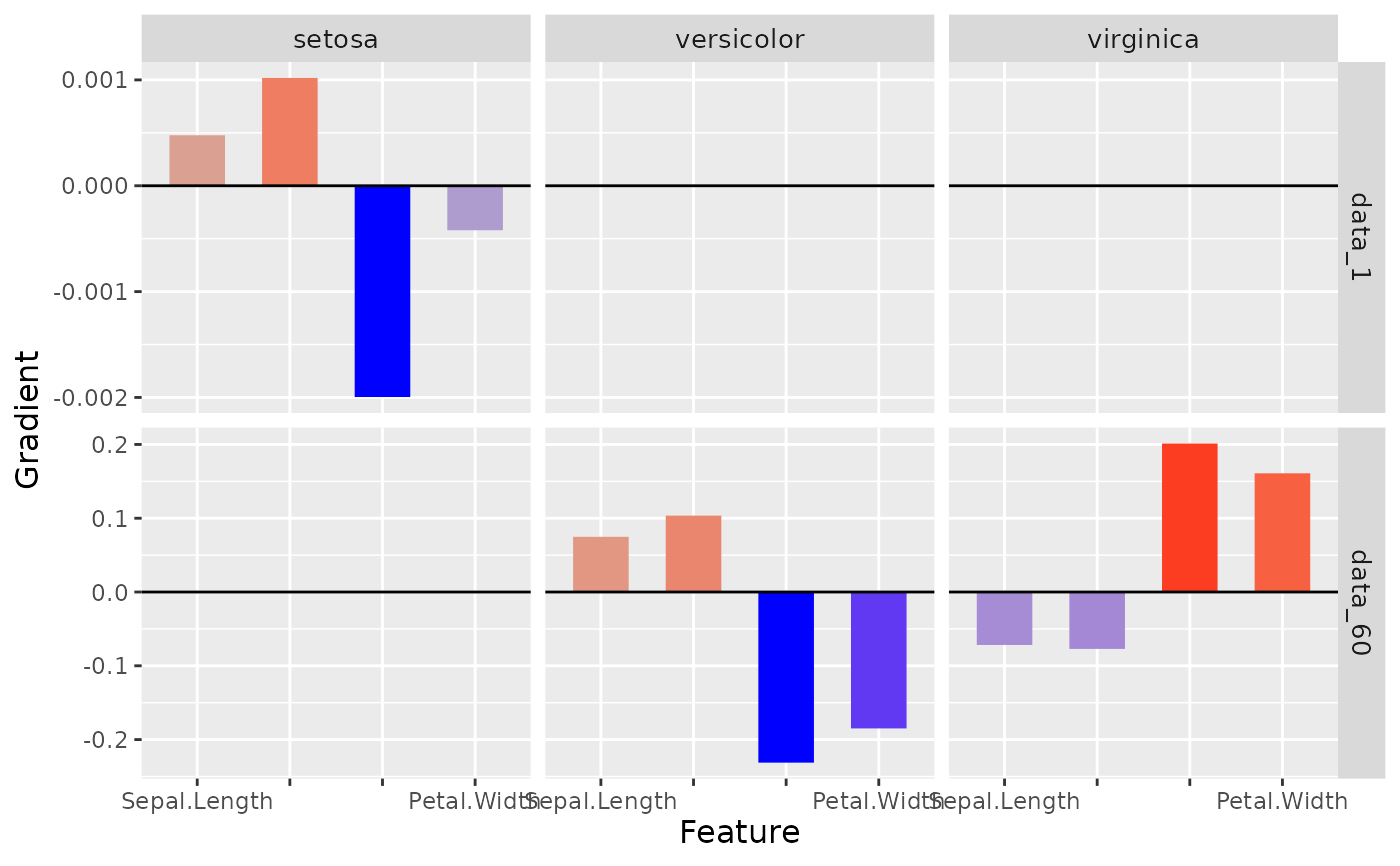 setosa
versicolor
virginica
0.001
0.000
-0.001
-0.002
data_1
0.2
0.1
0.0
-0.1
-0.2
data_60
Gradient
Sepal.Length
Petal.Width
Sepal.Length
Petal.Width
Sepal.Length
Petal.Width
Feature